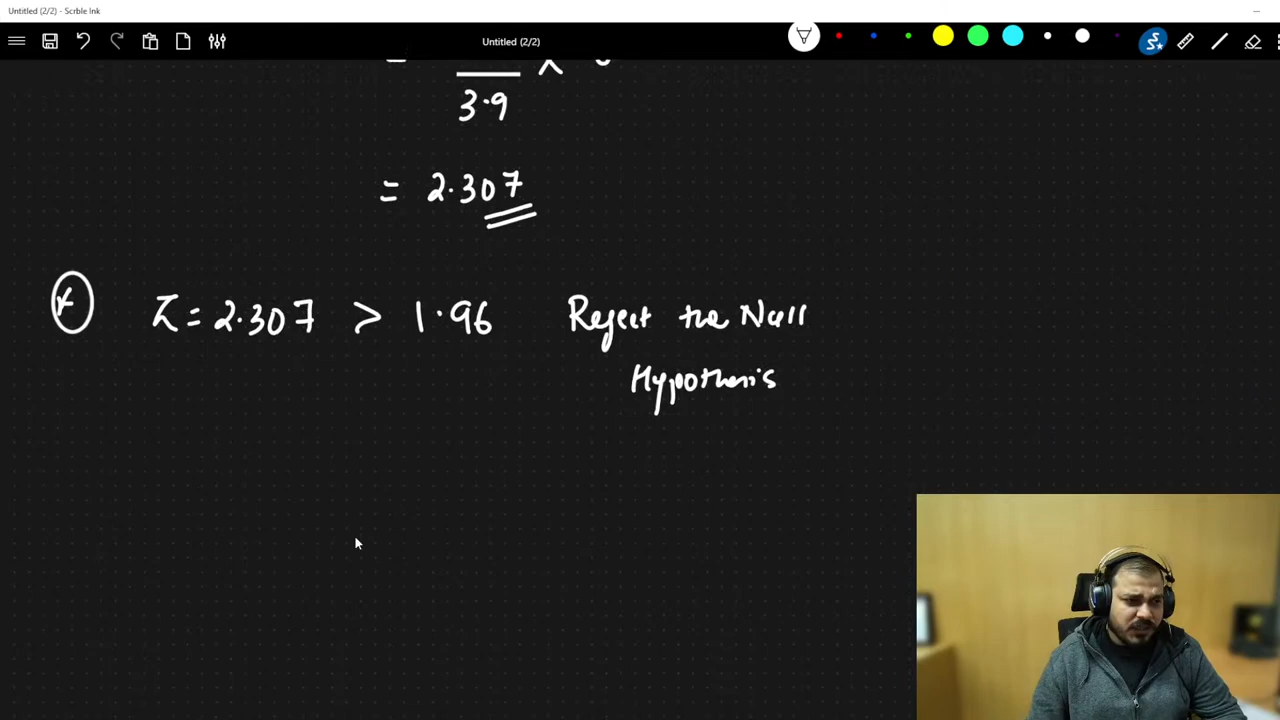 Untitled (2/2) - Scrble Ink
Untitled (2/2)
3.9
= 2.307
Z = 2.307 > 1.96 Reject the Null
Hypothesis